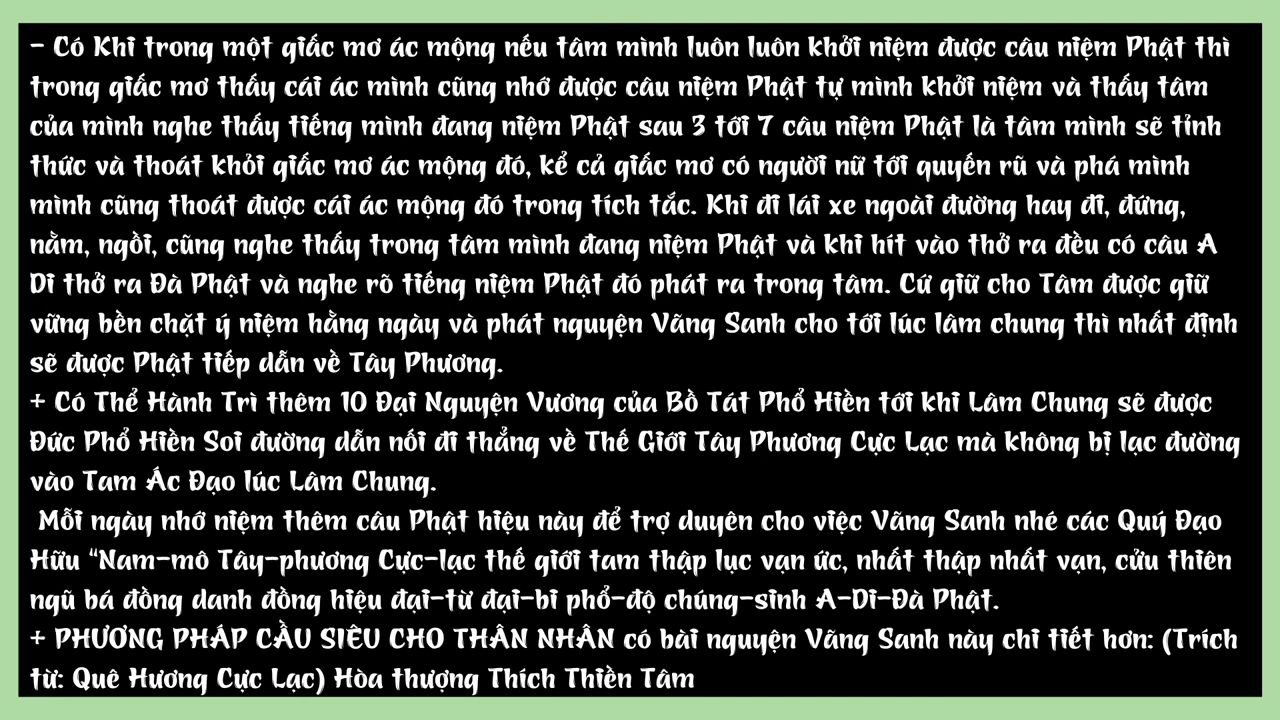 - Có Khi trong một giấc mơ ác mộng nếu tâm mình luôn luôn khởi niệm được câu niệm Phật thì
trong giấc mơ thấy cái ác mình cũng nhớ được câu niệm Phật tự mình khởi niệm và thấy tâm
của mình nghe thấy tiếng mình đang niệm Phật sau 3 tới 7 câu niệm Phật là tâm mình sẽ tỉnh
thức và thoát khỏi giấc mơ ác mộng đó, kể cả giấc mơ có người nữ tới quyến rũ và phá mình
mình cũng thoát được cái ác mộng đó trong tích tắc. Khi đi lái xe ngoài đường hay đi, đứng,
nằm, ngồi, cũng nghe thấy trong tâm mình đang niệm Phật và khi hít vào thở ra đều có câu A
Di thở ra Đà Phật và nghe rõ tiếng niệm Phật đó phát ra trong tâm. Cứ giữ cho Tâm được giữ
vững bền chặt ý niệm hằng ngày và phát nguyện Vãng Sanh cho tới lúc lâm chung thì nhất định
sẽ được Phật tiếp dẫn về Tây Phương.
+ Có Thể Hành Trì thêm 10 Đại Nguyện Vương của Bồ Tát Phổ Hiền tới khi Lâm Chung sẽ được
Đức Phổ Hiền Soi đường dẫn nối đi thẳng về Thế Giới Tây Phương Cực Lạc mà không bị lạc đường
vào Tam Ác Đạo lúc Lâm Chung.
Mỗi ngày nhớ niệm thêm câu Phật hiệu này để trợ duyên cho việc Vãng Sanh nhé các Quý Đạo
Hữu "Nam-mô Tây-phương Cực-lạc thế giới tam thập lục vạn ức, nhất thập nhất vạn, cửu thiên
ngũ bá đồng danh đồng hiệu đại-từ đại-bi phổ-độ chúng-sinh A-Di-Đà Phật.
+ PHƯƠNG PHÁP CẦU SIÊU CHO THÂN NHÂN có bài nguyện Vãng Sanh này chi tiết hơn: (Trích
từ: Quê Hương Cực Lạc) Hòa thượng Thích Thiền Tâm